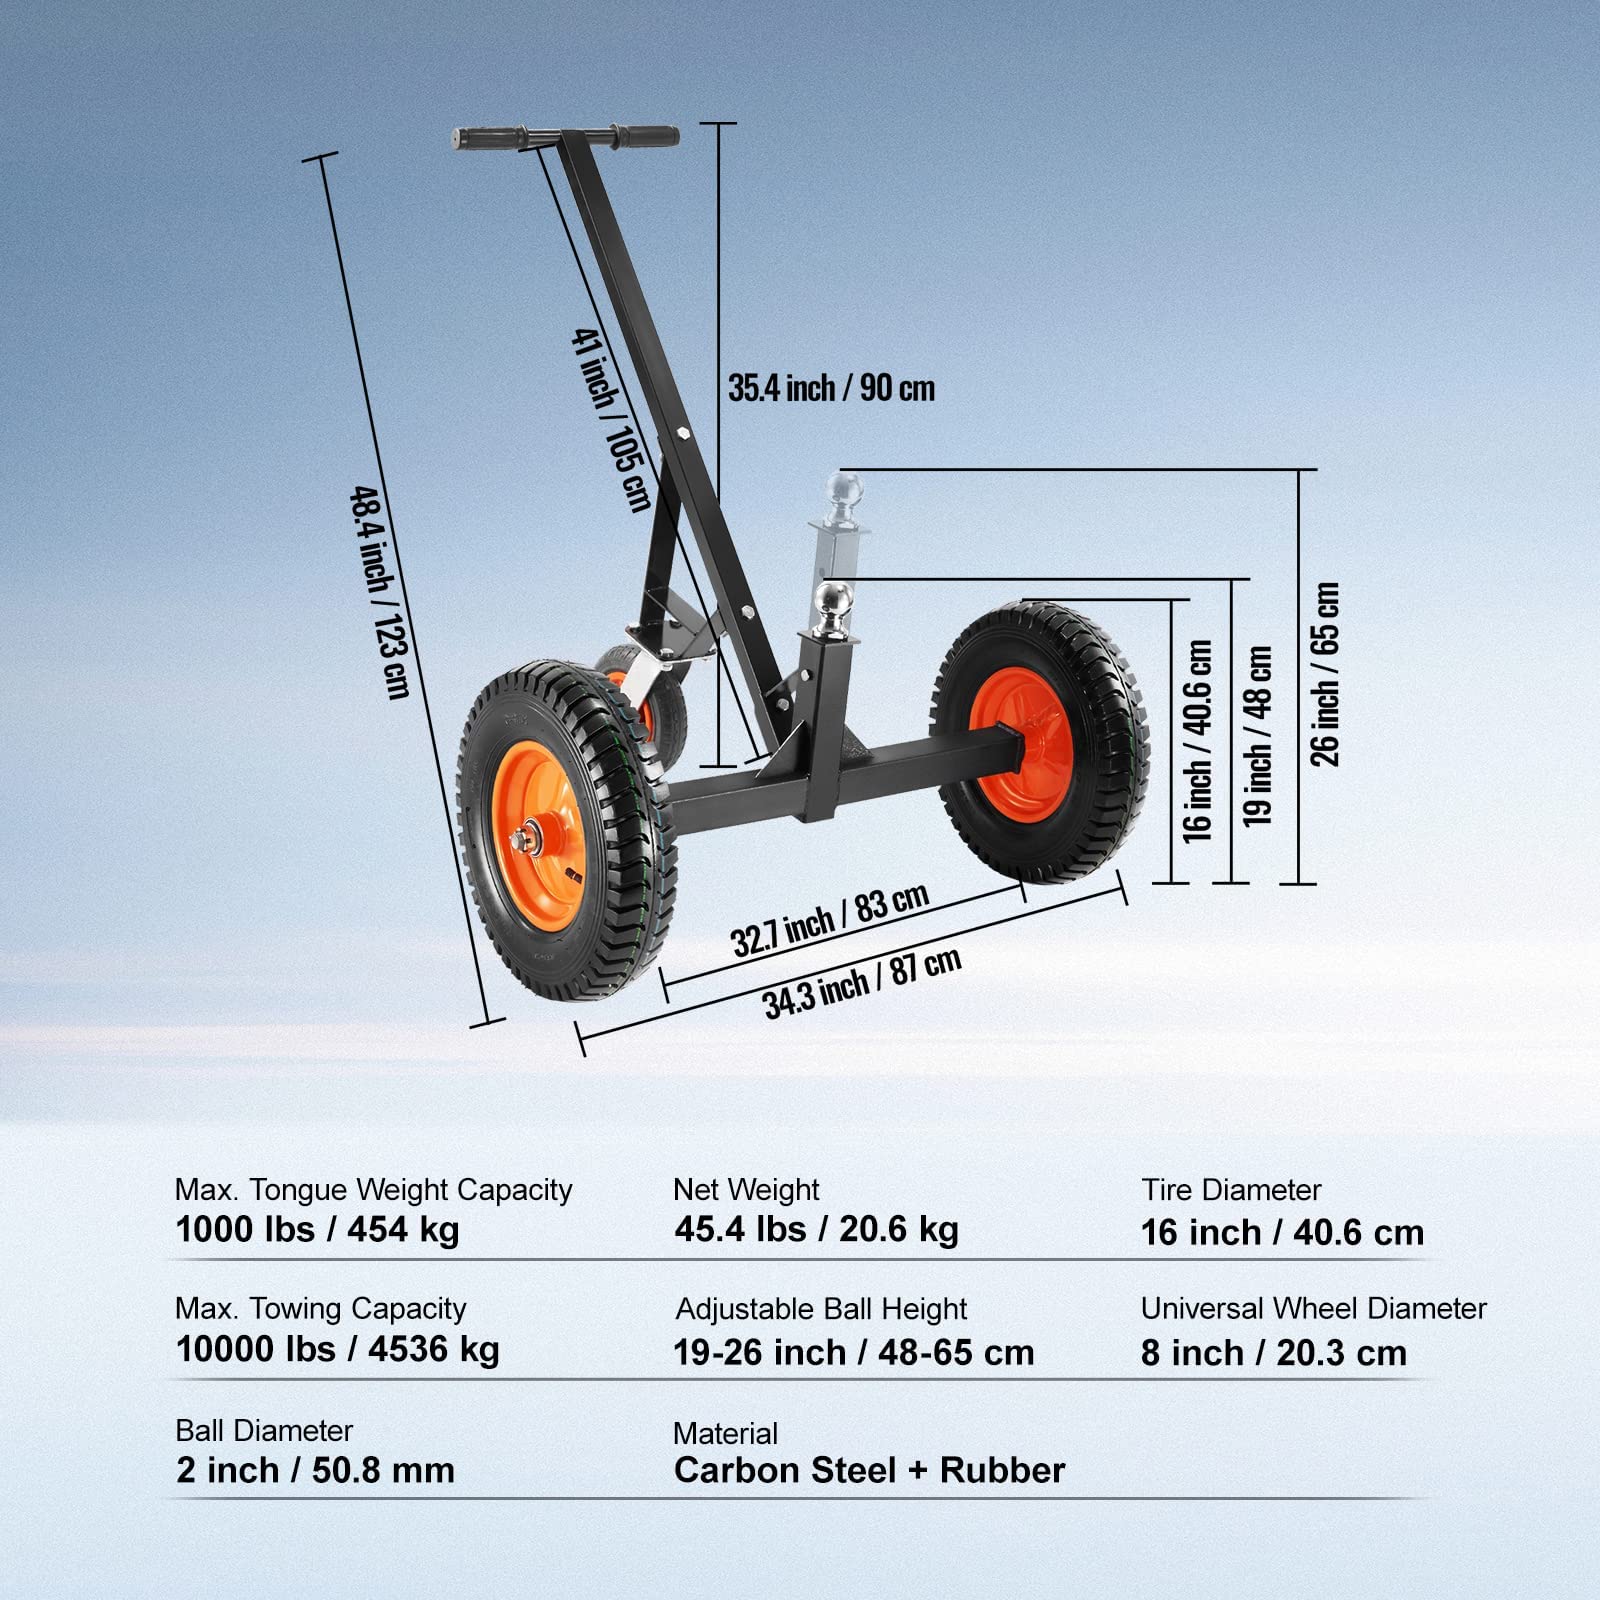 35.4 inch / 90 cm
41 inch / 105 cm
48.4 inch / 123 cm
16 inch / 40.6 cm
19 inch / 48 cm
26 inch / 65 cm
32.7 inch / 83 cm
34.3 inch / 87 cm
Max. Tongue Weight Capacity
1000 lbs / 454 kg
Net Weight
45.4 lbs / 20.6 kg
Tire Diameter
16 inch / 40.6 cm
Max. Towing Capacity
10000 lbs / 4536 kg
Adjustable Ball Height
19-26 inch / 48-65 cm
Universal Wheel Diameter
8 inch / 20.3 cm
Ball Diameter
2 inch / 50.8 mm
Material
Carbon Steel + Rubber